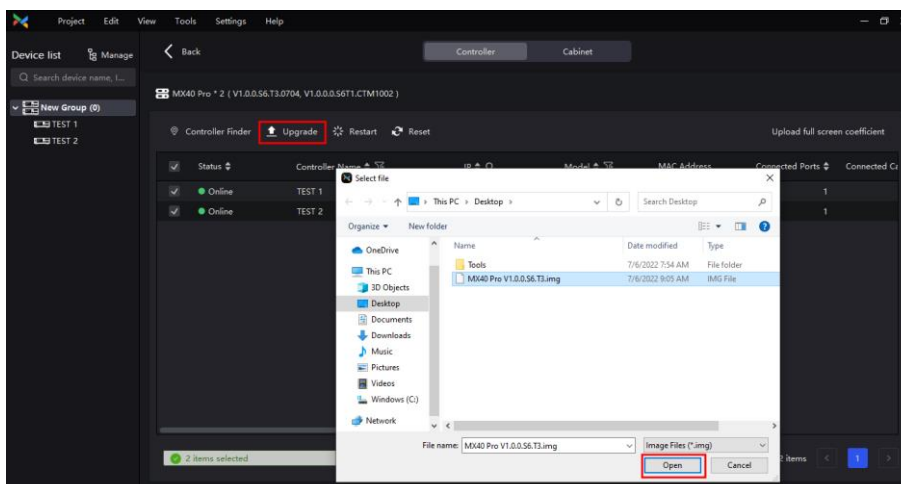 Project Edit View Tools Settings Help
Device list Manage
Back
Controller Cabinet
Search device name, I...
MX40 Pro * 2 ( V1.0.0.S6.T3.0704, V1.0.0.0.S6T1.CTM1002 )
New Group (0)
TEST 1
TEST 2
Controller Finder Upgrade Restart Reset Upload full screen coefficient
Status Controller Name IP Model MAC Address Connected Ports Connected Ca
Online TEST 1 1
Online TEST 2 1
Select file
This PC Desktop Search Desktop
Organize New folder
Name Date modified Type
OneDrive
This PC
3D Objects
Desktop
Documents
Downloads
Music
Pictures
Videos
Windows (C:)
Network
Tools 7/6/2022 7:54 AM File folder
MX40 Pro V1.0.0.S6.T3.img 7/6/2022 9:05 AM IMG File
File name: MX40 Pro V1.0.0.S6.T3.img Image Files (*.img)
Open Cancel
2 items selected
items 1